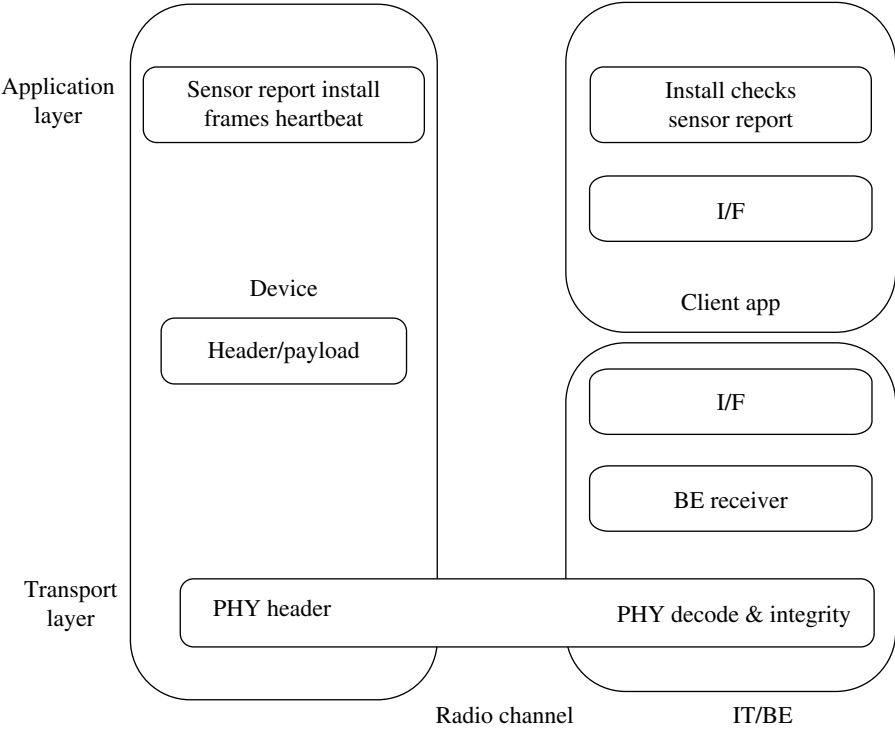 Application
layer
Sensor report install
frames heartbeat
Install checks
sensor report
I/F
Device
Client app
Header/payload
I/F
BE receiver
Transport
layer
PHY header
PHY decode & integrity
Radio channel
IT/BE